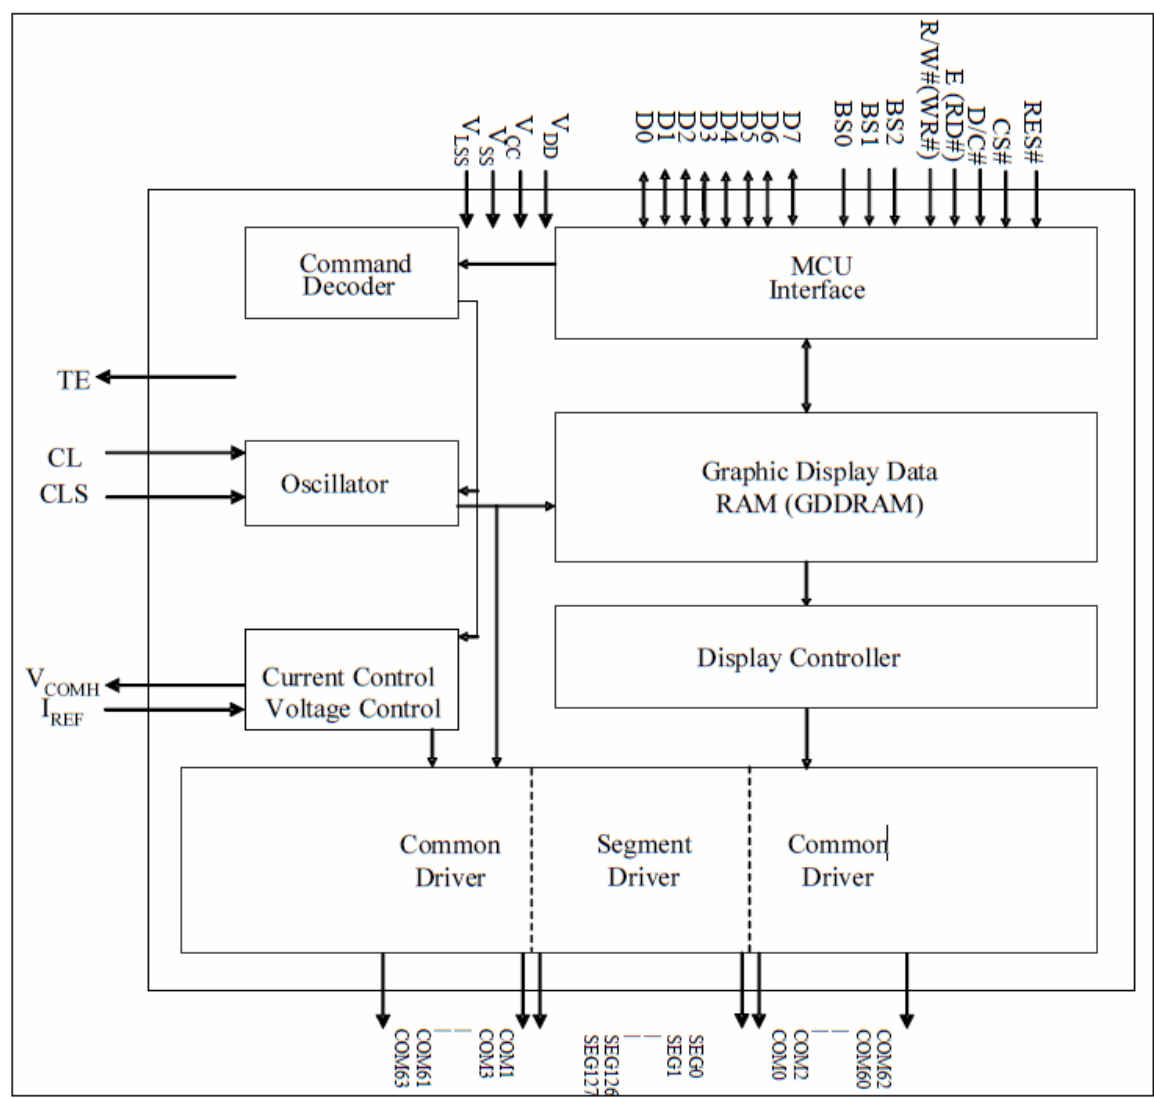 R/W#(WR#)
E (RD#)
D/C#
CS#
RES#
BS0
BS1
BS2
D0
D1
D2
D3
D4
D5
D6
D7
VLSS
VSS
VCC
VDD
Command
Decoder
MCU
Interface
TE
CL
CLS
Oscillator
Graphic Display Data
RAM (GDDRAM)
VCOMH
IREF
Current Control
Voltage Control
Display Controller
Common
Driver
Segment
Driver
Common
Driver
COM63
COM61
COM3
COM1
SEG127
SEG126
SEG1
SEG0
COM0
COM2
COM60
COM62